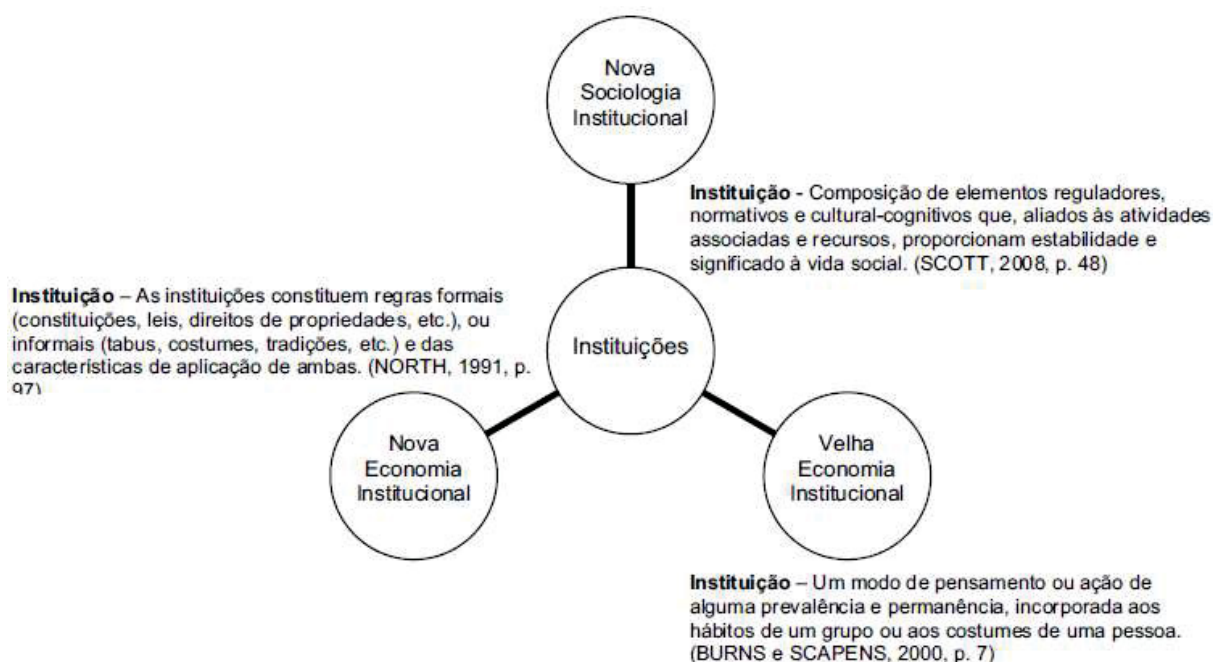 Nova
Sociologia
Institucional
Instituição - Composição de elementos reguladores,
normativos e cultural-cognitivos que, aliados às atividades
associadas e recursos, proporcionam estabilidade e
significado à vida social. (SCOTT, 2008, p. 48)
Instituição – As instituições constituem regras formais
(constituições, leis, direitos de propriedades, etc.), ou
informais (tabus, costumes, tradições, etc.) e das
características de aplicação de ambas. (NORTH, 1991, p.
97)
Instituições
Nova
Economia
Institucional
Velha
Economia
Institucional
Instituição – Um modo de pensamento ou ação de
alguma prevalência e permanência, incorporada aos
hábitos de um grupo ou aos costumes de uma pessoa.
(BURNS e SCAPENS, 2000, p. 7)